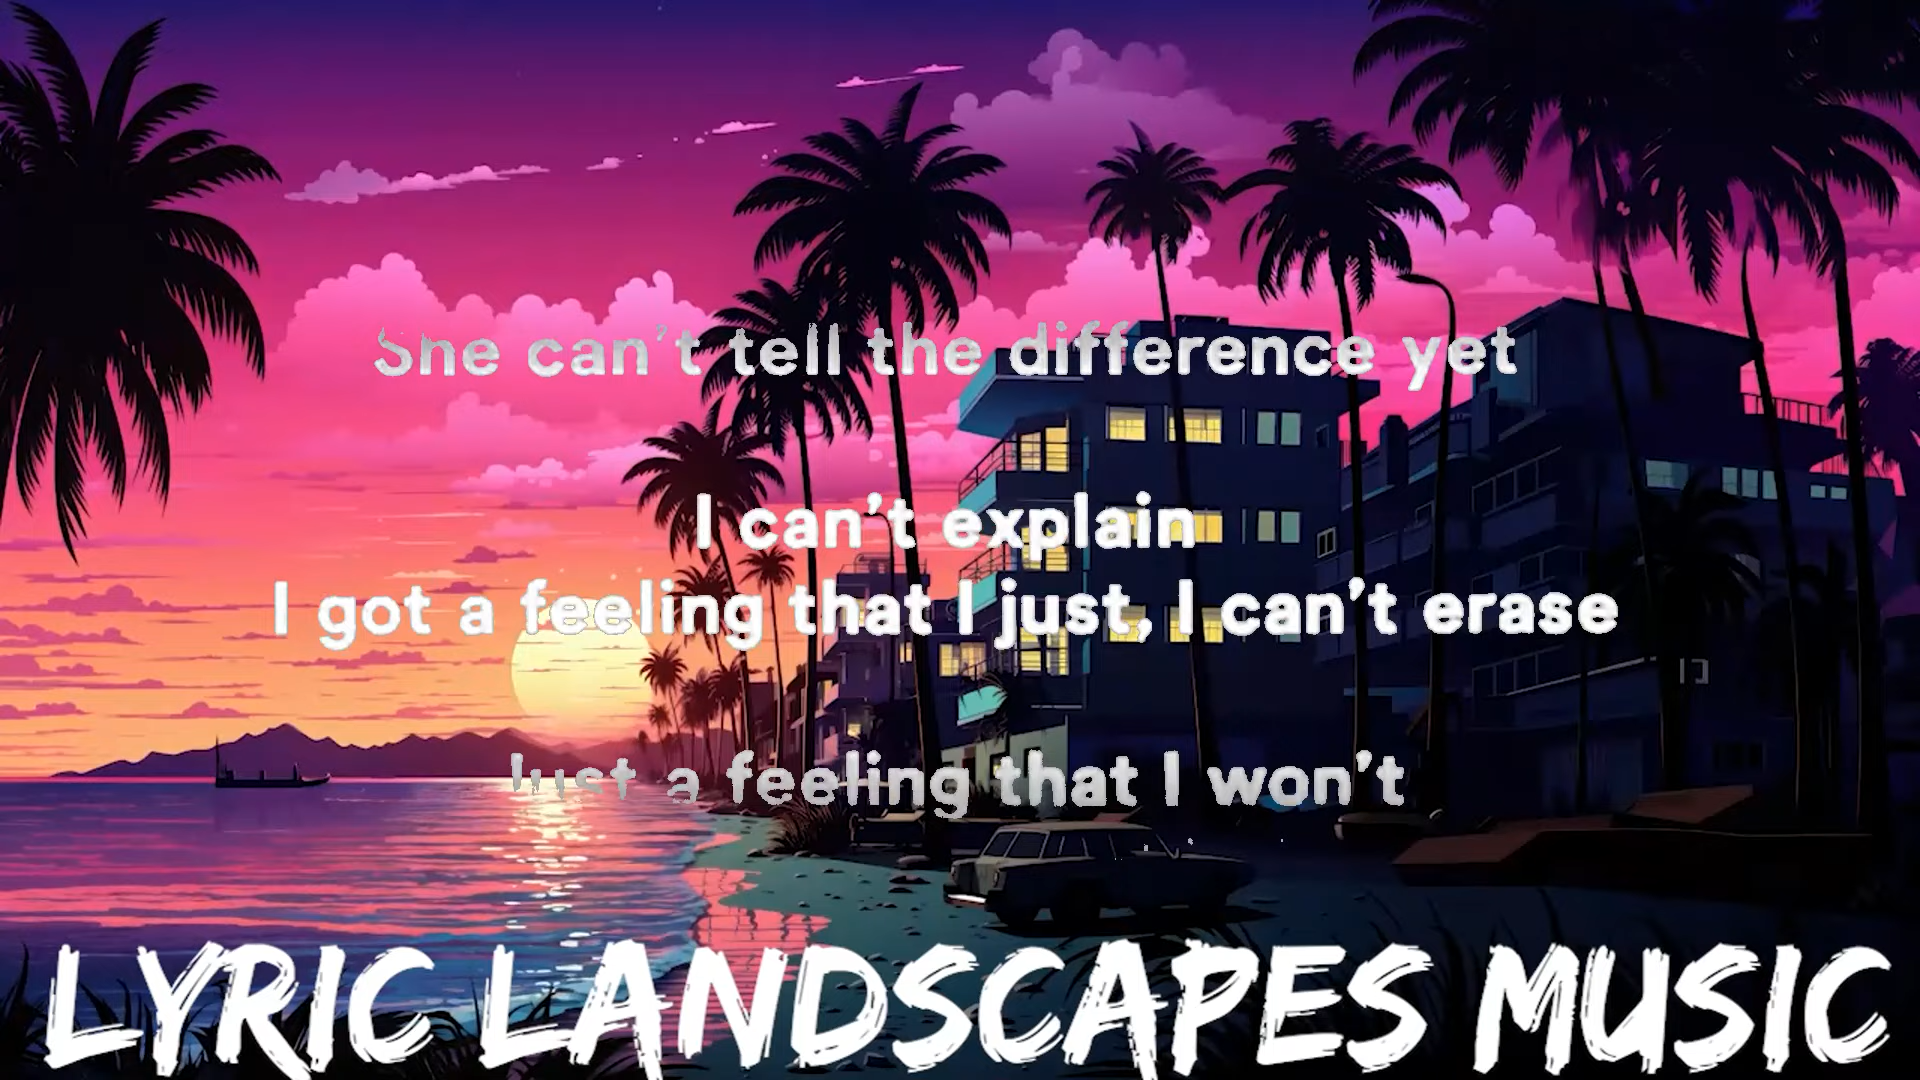 She can't tell the difference yet
I can't explain
I got a feeling that I just, I can't erase
Just a feeling that I won't
LYRIC LANDSCAPES MUSIC